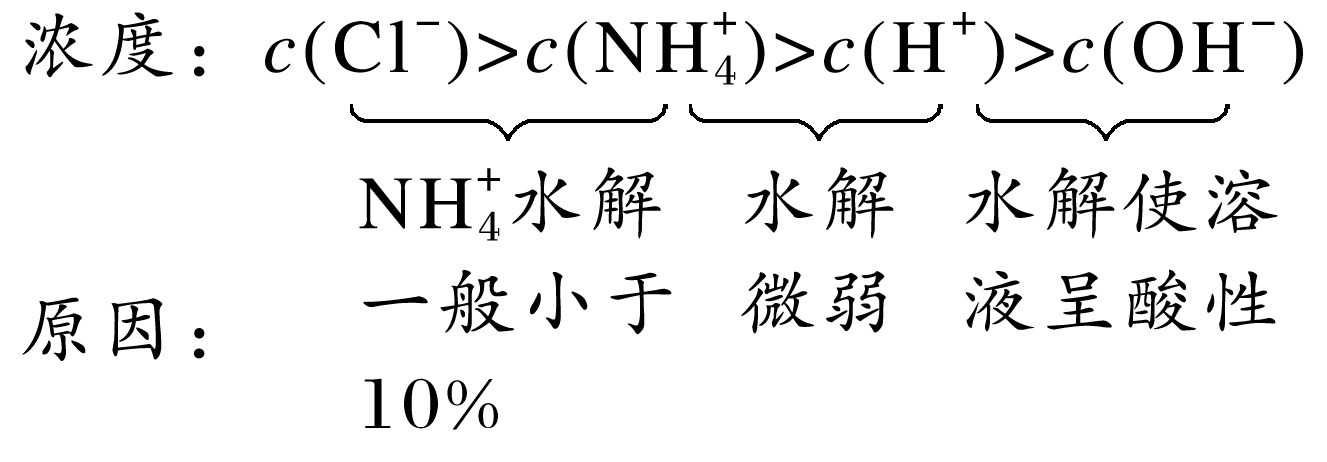 浓度：c(Cl⁻)>c(NH₄⁺)>c(H⁺)>c(OH⁻)
NH₄⁺水解 水解 水解使溶
原因：一般小于 微弱 液呈酸性
10%